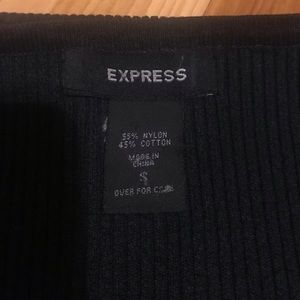 EXPRESS
55% NYLON
45% COTTON
MADE IN
CHINA
S
OVER FOR CARE